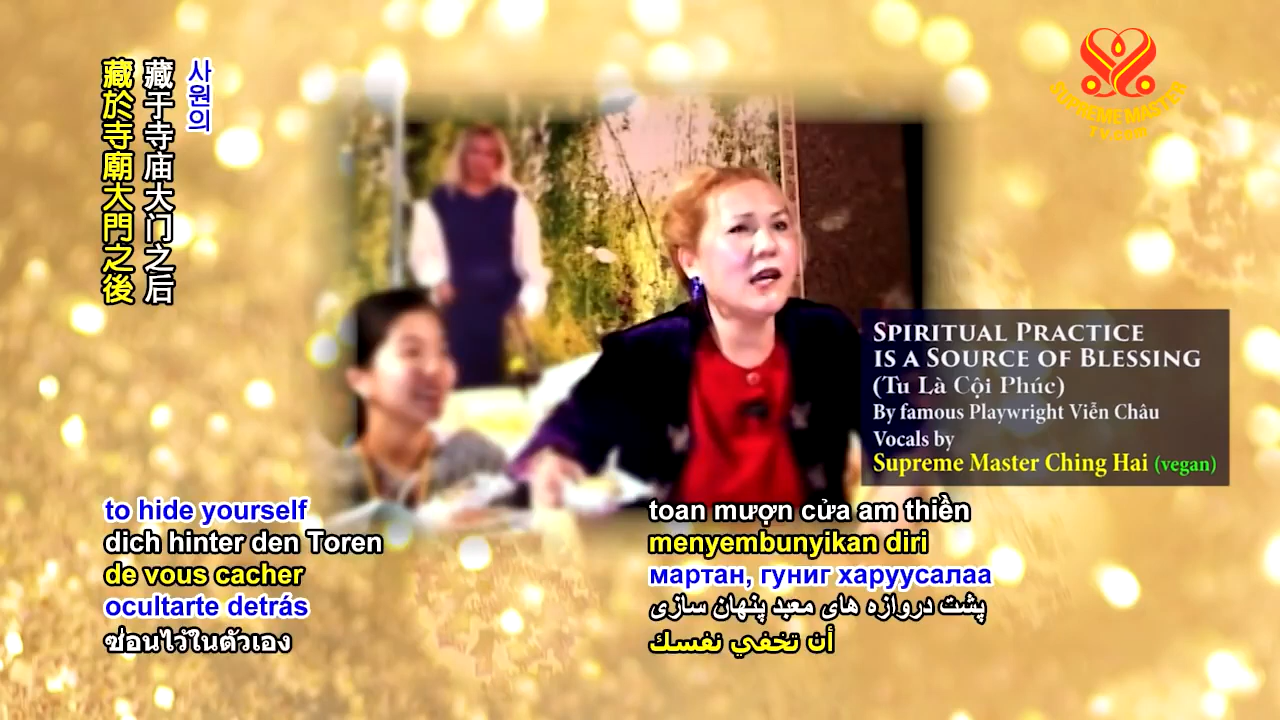 사원의
藏于寺庙大门之后
藏於寺廟大門之後
SUPREME MASTER
TV.com
SPIRITUAL PRACTICE
IS A SOURCE OF BLESSING
(Tu Là Cội Phúc)
By famous Playwright Viễn Châu
Vocals by
Supreme Master Ching Hai (vegan)
to hide yourself
dich hinter den Toren
de vous cacher
ocultarte detrás
ซ่อนไว้ในตัวเอง
toan mượn cửa am thiền
menyembunyikan diri
мартан, гуниг харуусалаа
پشت دروازه های معبد پنهان سازی
أن تخفي نفسك